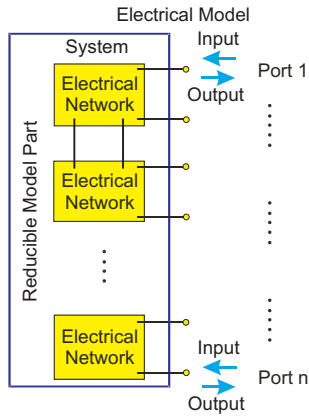 Electrical Model
System
Input
Output
Port 1
Electrical
Network
Electrical
Network
Reducible Model Part
Electrical
Network
Input
Output
Port n